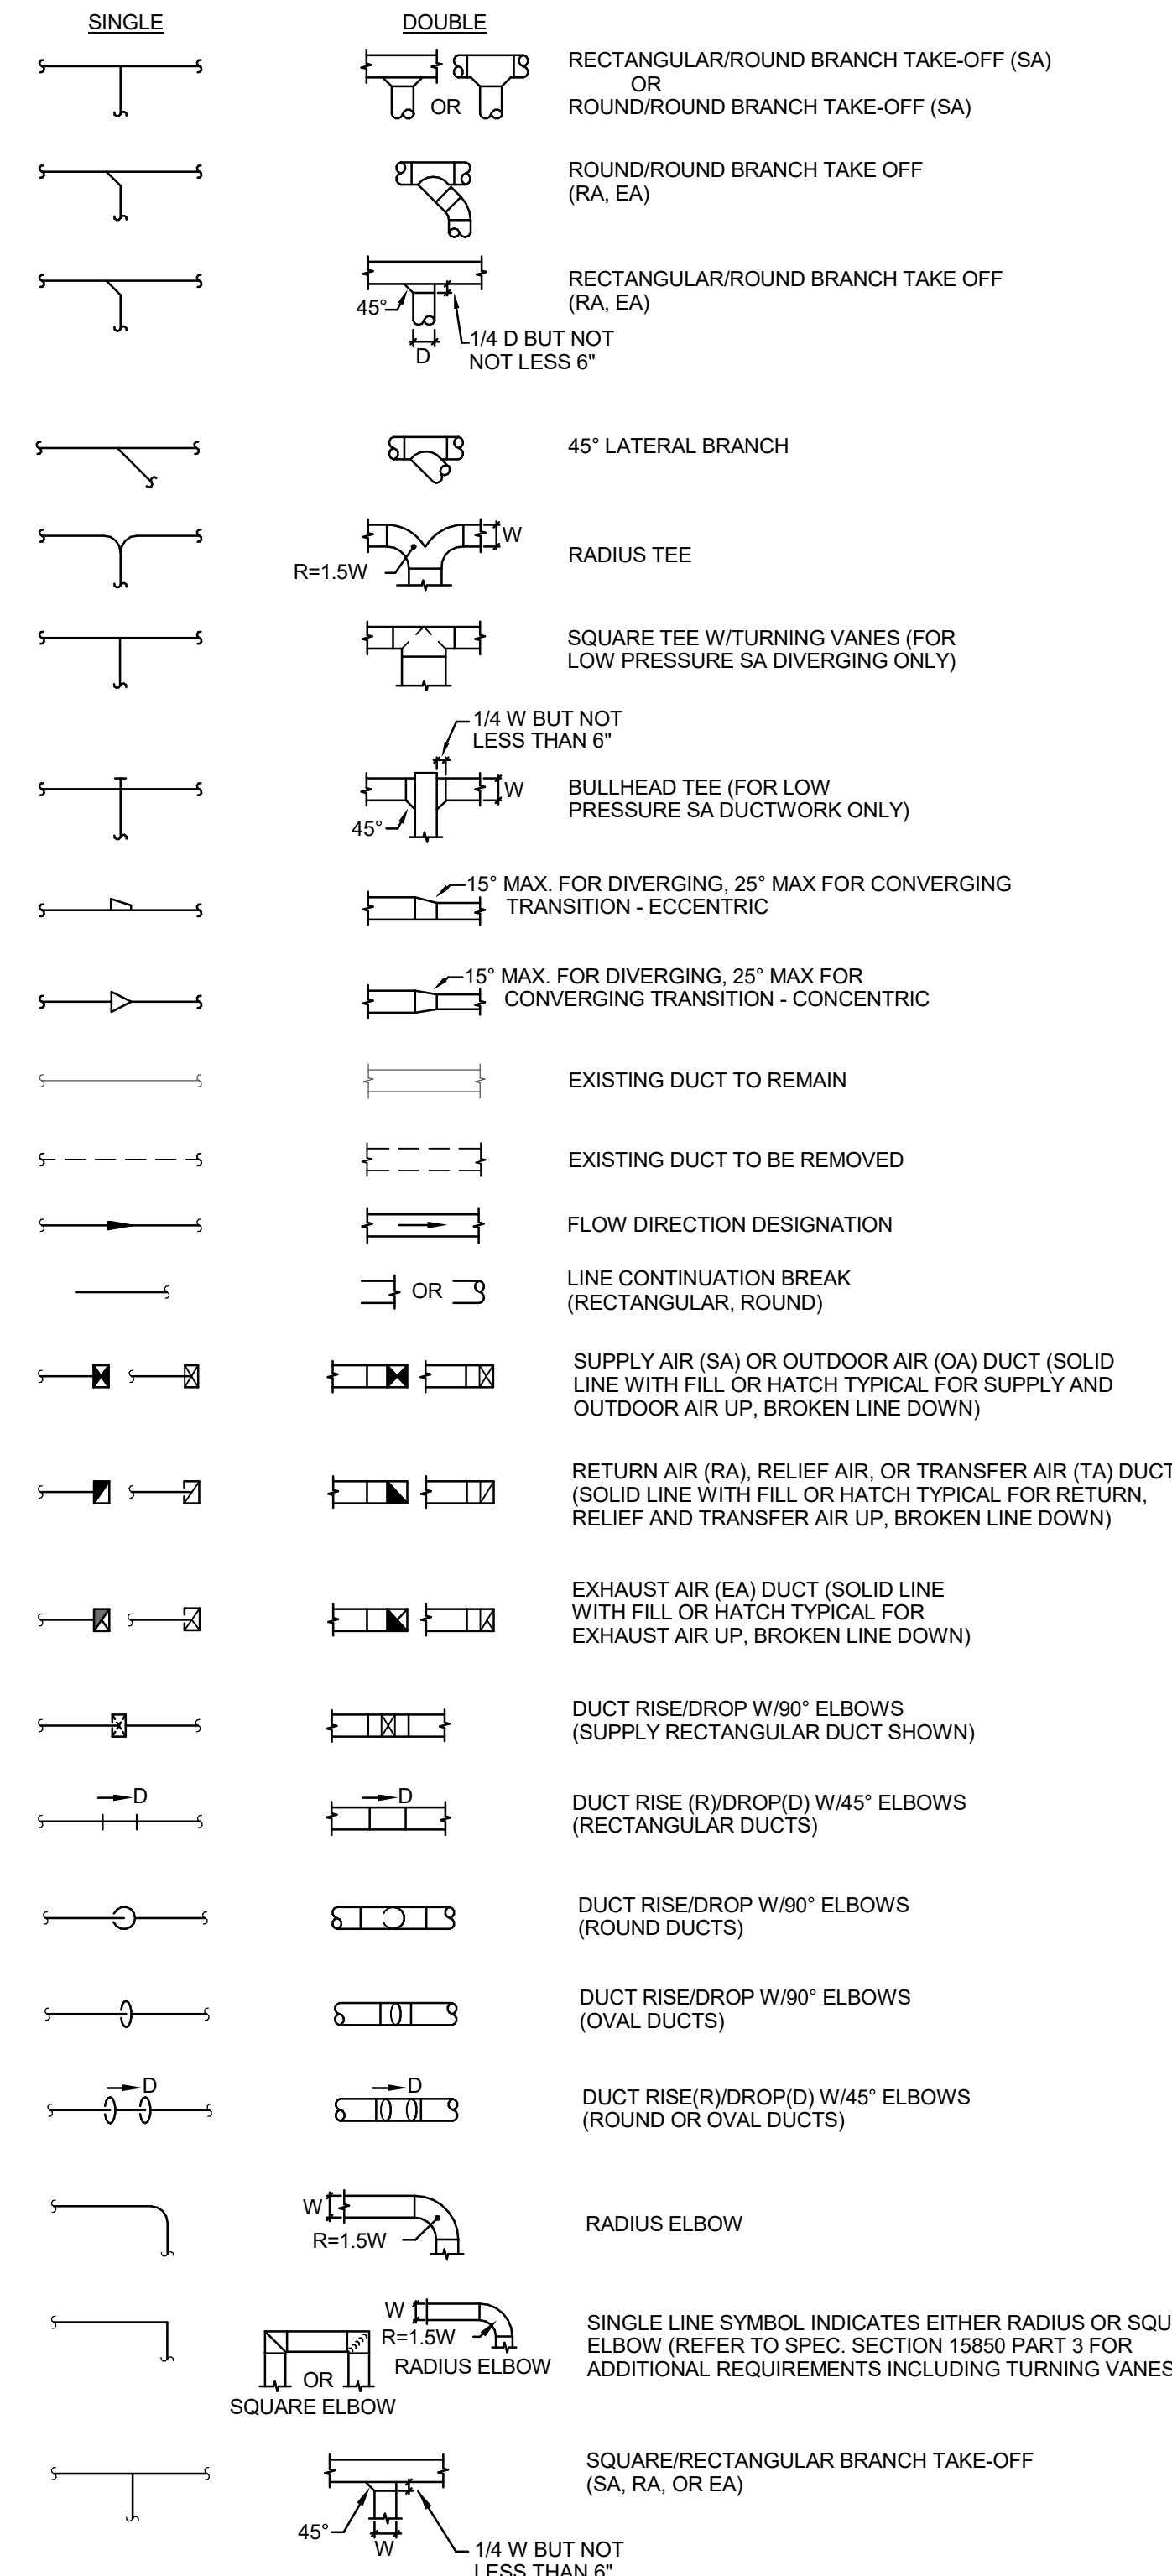 SINGLE
DOUBLE
RECTANGULAR/ROUND BRANCH TAKE-OFF (SA)
OR
OR
ROUND/ROUND BRANCH TAKE-OFF (SA)
ROUND/ROUND BRANCH TAKE OFF
(RA, EA)
RECTANGULAR/ROUND BRANCH TAKE OFF
(RA, EA)
45°
1/4 D BUT NOT
NOT LESS 6"
D
45° LATERAL BRANCH
W
R=1.5W
RADIUS TEE
SQUARE TEE W/TURNING VANES (FOR
LOW PRESSURE SA DIVERGING ONLY)
1/4 W BUT NOT
LESS THAN 6"
W
45°
BULLHEAD TEE (FOR LOW
PRESSURE SA DUCTWORK ONLY)
15° MAX. FOR DIVERGING, 25° MAX FOR CONVERGING
TRANSITION - ECCENTRIC
15° MAX. FOR DIVERGING, 25° MAX FOR
CONVERGING TRANSITION - CONCENTRIC
EXISTING DUCT TO REMAIN
EXISTING DUCT TO BE REMOVED
FLOW DIRECTION DESIGNATION
OR
LINE CONTINUATION BREAK
(RECTANGULAR, ROUND)
SUPPLY AIR (SA) OR OUTDOOR AIR (OA) DUCT (SOLID
LINE WITH FILL OR HATCH TYPICAL FOR SUPPLY AND
OUTDOOR AIR UP, BROKEN LINE DOWN)
RETURN AIR (RA), RELIEF AIR, OR TRANSFER AIR (TA) DUCT
(SOLID LINE WITH FILL OR HATCH TYPICAL FOR RETURN,
RELIEF AND TRANSFER AIR UP, BROKEN LINE DOWN)
EXHAUST AIR (EA) DUCT (SOLID LINE
WITH FILL OR HATCH TYPICAL FOR
EXHAUST AIR UP, BROKEN LINE DOWN)
DUCT RISE/DROP W/90° ELBOWS
(SUPPLY RECTANGULAR DUCT SHOWN)
D
D
DUCT RISE (R)/DROP(D) W/45° ELBOWS
(RECTANGULAR DUCTS)
DUCT RISE/DROP W/90° ELBOWS
(ROUND DUCTS)
DUCT RISE/DROP W/90° ELBOWS
(OVAL DUCTS)
D
D
DUCT RISE(R)/DROP(D) W/45° ELBOWS
(ROUND OR OVAL DUCTS)
W
R=1.5W
RADIUS ELBOW
W
R=1.5W
RADIUS ELBOW
OR
SQUARE ELBOW
SINGLE LINE SYMBOL INDICATES EITHER RADIUS OR SQU
ELBOW (REFER TO SPEC. SECTION 15850 PART 3 FOR
ADDITIONAL REQUIREMENTS INCLUDING TURNING VANES
SQUARE/RECTANGULAR BRANCH TAKE-OFF
(SA, RA, OR EA)
45°
W
1/4 W BUT NOT
LESS THAN 6"